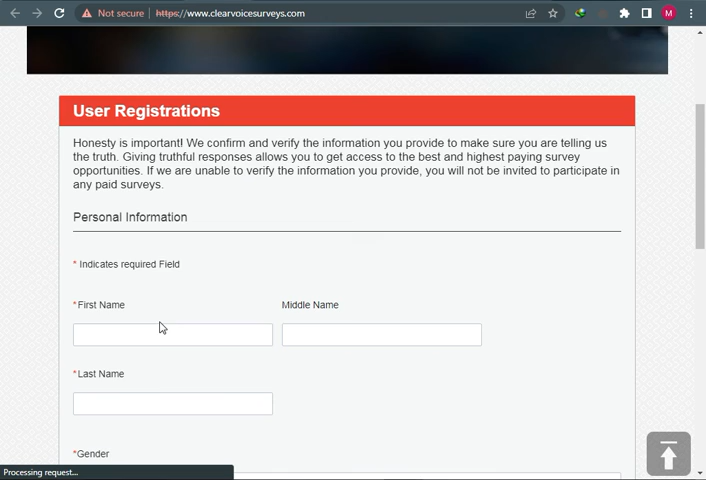 Not secure https://www.clearvoicesurveys.com M
User Registrations
Honesty is important! We confirm and verify the information you provide to make sure you are telling us
the truth. Giving truthful responses allows you to get access to the best and highest paying survey
opportunities. If we are unable to verify the information you provide, you will not be invited to participate in
any paid surveys.
Personal Information
* Indicates required Field
*First Name Middle Name
*Last Name
*Gender
Processing request...